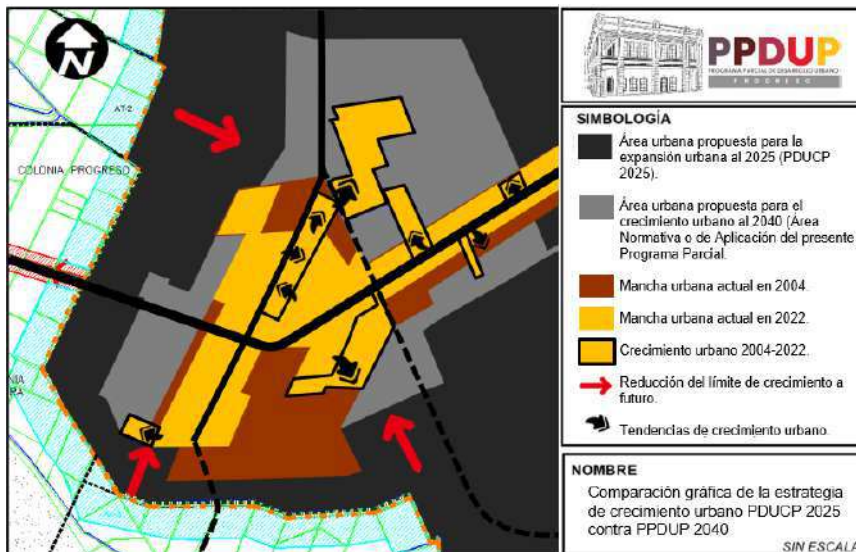 N
AT-2
COLONIA PROGRESO
NIA
RA
PPDUP
PROGRAMA PARCIAL DE DESARROLLO URBANO
PROGRESO
SIMBOLOGÍA
Área urbana propuesta para la
expansión urbana al 2025 (PDUCP
2025).
Área urbana propuesta para el
crecimiento urbano al 2040 (Área
Normativa o de Aplicación del presente
Programa Parcial.
Mancha urbana actual en 2004.
Mancha urbana actual en 2022.
Crecimiento urbano 2004-2022.
Reducción del límite de crecimiento a
futuro.
Tendencias de crecimiento urbano.
NOMBRE
Comparación gráfica de la estrategia
de crecimiento urbano PDUCP 2025
contra PPDUP 2040
SIN ESCALA